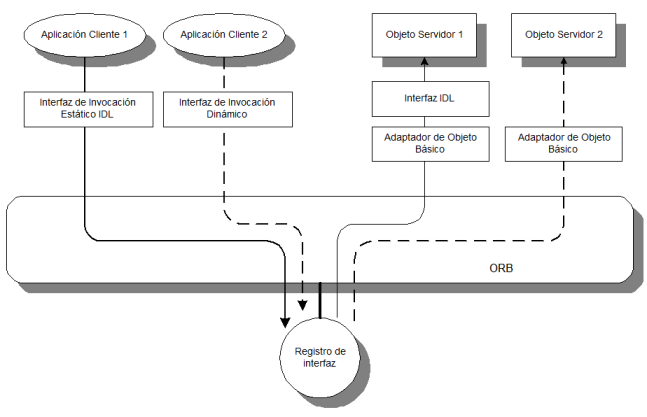 Aplicación Cliente 1
Aplicación Cliente 2
Objeto Servidor 1
Objeto Servidor 2
Interfaz de Invocación
Estático IDL
Interfaz de Invocación
Dinámico
Interfaz IDL
Adaptador de Objeto
Básico
Adaptador de Objeto
Básico
ORB
Registro de
interfaz